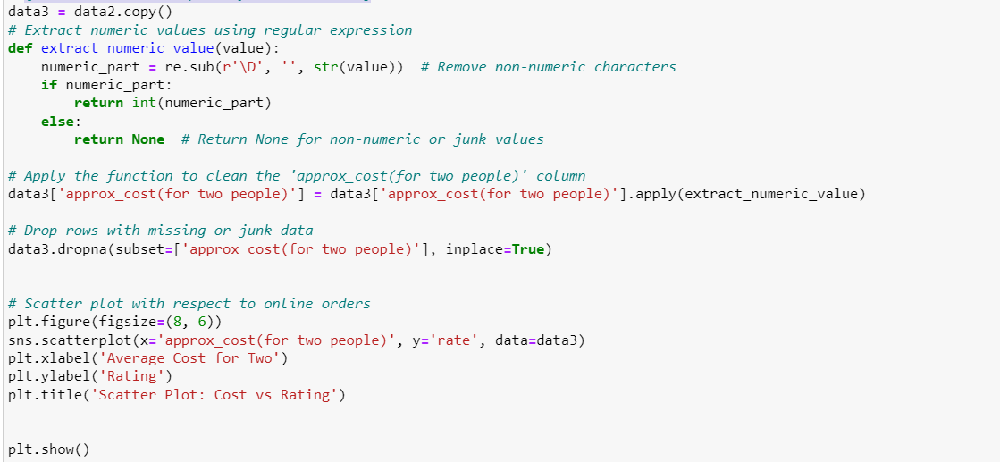 data3 = data2.copy()
# Extract numeric values using regular expression
def extract_numeric_value(value):
    numeric_part = re.sub(r'\D', '', str(value))  # Remove non-numeric characters
    if numeric_part:
        return int(numeric_part)
    else:
        return None  # Return None for non-numeric or junk values

# Apply the function to clean the 'approx_cost(for two people)' column
data3['approx_cost(for two people)'] = data3['approx_cost(for two people)'].apply(extract_numeric_value)

# Drop rows with missing or junk data
data3.dropna(subset=['approx_cost(for two people)'], inplace=True)


# Scatter plot with respect to online orders
plt.figure(figsize=(8, 6))
sns.scatterplot(x='approx_cost(for two people)', y='rate', data=data3)
plt.xlabel('Average Cost for Two')
plt.ylabel('Rating')
plt.title('Scatter Plot: Cost vs Rating')


plt.show()